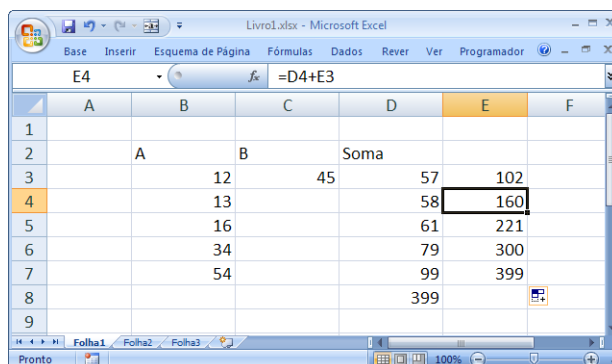 Livro1.xlsx - Microsoft Excel
Base Inserir Esquema de Página Fórmulas Dados Rever Ver Programador
E4 fx =D4+E3
A B C D E F
1
2 A B Soma
3 12 45 57 102
4 13 58 160
5 16 61 221
6 34 79 300
7 54 99 399
8 399
9
Folha1 Folha2 Folha3
Pronto 100%